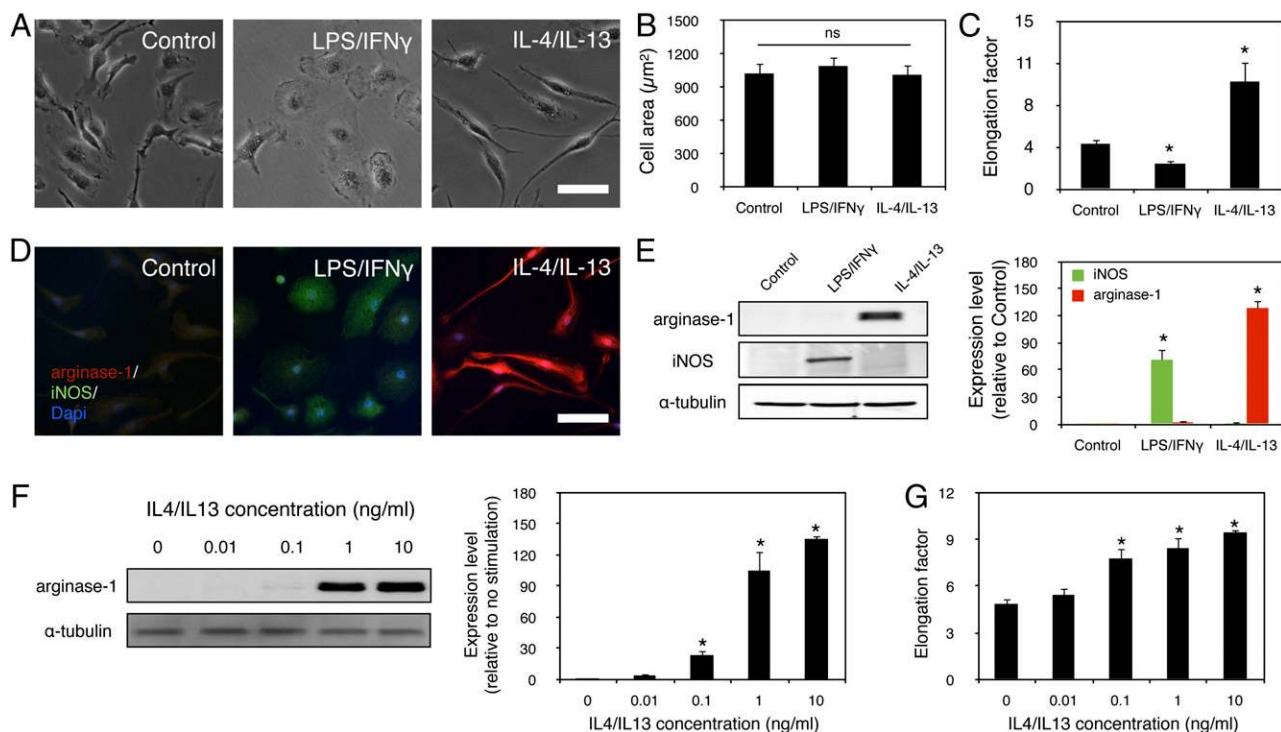 A
Control
LPS/IFNγ
IL-4/IL-13
B
Cell area (µm²)
1500
1200
900
600
300
0
ns
Control
LPS/IFNγ
IL-4/IL-13
C
Elongation factor
15
11
8
4
0
*
*
Control
LPS/IFNγ
IL-4/IL-13
D
Control
arginase-1/
iNOS/
Dapi
LPS/IFNγ
IL-4/IL-13
E
Control
LPS/IFNγ
IL-4/IL-13
arginase-1
iNOS
α-tubulin
Expression level
(relative to Control)
180
150
120
90
60
30
0
iNOS
arginase-1
*
*
Control
LPS/IFNγ
IL-4/IL-13
F
IL4/IL13 concentration (ng/ml)
0 0.01 0.1 1 10
arginase-1
α-tubulin
Expression level
(relative to no stimulation)
180
150
120
90
60
30
0
*
*
*
0 0.01 0.1 1 10
IL4/IL13 concentration (ng/ml)
G
Elongation factor
12
9
6
3
0
*
*
*
0 0.01 0.1 1 10
IL4/IL13 concentration (ng/ml)